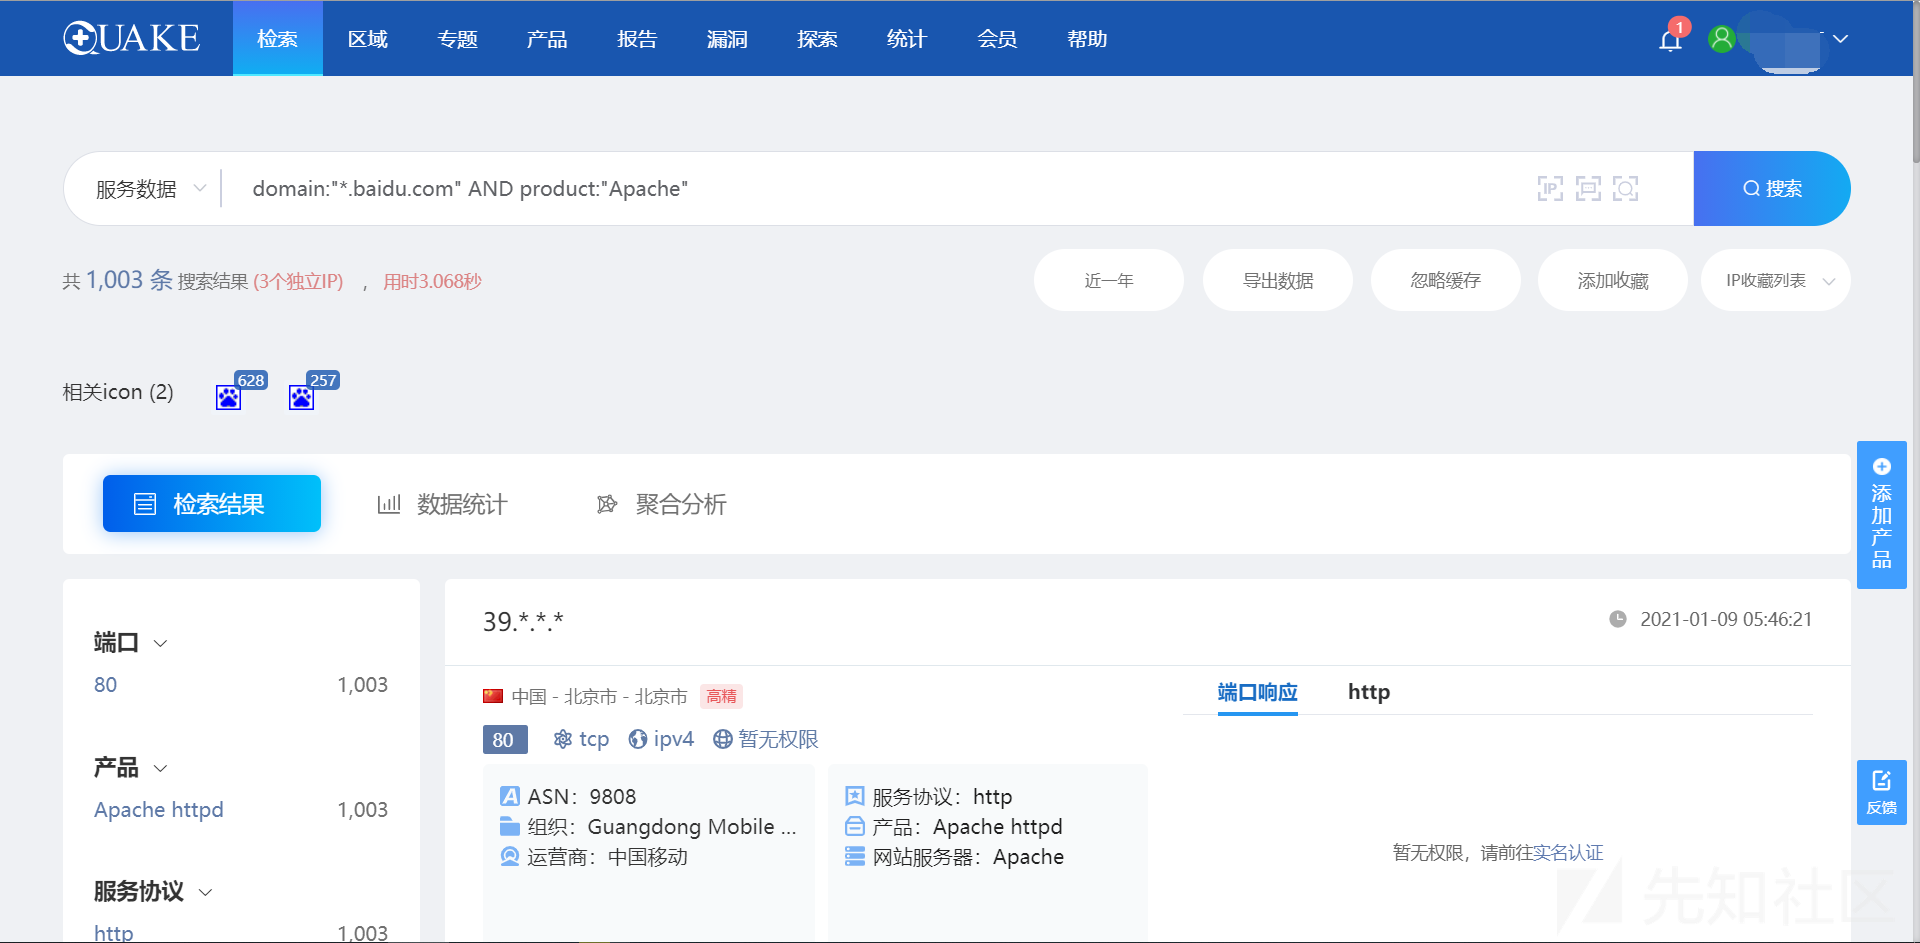 QUAKE 检索 区域 专题 产品 报告 漏洞 探索 统计 会员 帮助 1
服务数据 domain:"*.baidu.com" AND product:"Apache" IP 搜索
共 1,003 条 搜索结果 (3个独立IP) ， 用时3.068秒 近一年 导出数据 忽略缓存 添加收藏 IP收藏列表
相关icon (2) 628 257
检索结果 数据统计 聚合分析
添加产品
端口
80 1,003
产品
Apache httpd 1,003
服务协议
http 1,003
39.*.*.* 2021-01-09 05:46:21
中国 - 北京市 - 北京市 高精
80 tcp ipv4 暂无权限
ASN：9808
组织：Guangdong Mobile ...
运营商：中国移动
服务协议：http
产品：Apache httpd
网站服务器：Apache
端口响应 http
暂无权限，请前往实名认证
反馈
先知社区